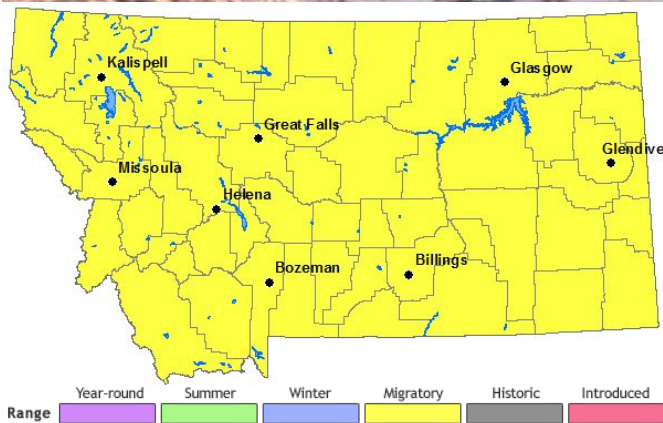 Kalispell
Glasgow
Great Falls
Glendive
Missoula
Helena
Bozeman
Billings
Year-round Summer Winter Migratory Historic Introduced
Range